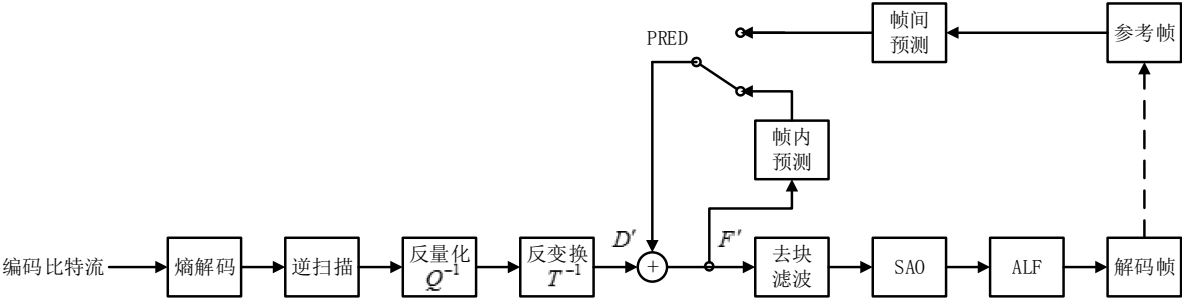 PRED
帧间
预测
参考帧
帧内
预测
编码比特流
熵解码
逆扫描
反量化
Q⁻¹
反变换
T⁻¹
D′
+
F′
去块
滤波
SAO
ALF
解码帧